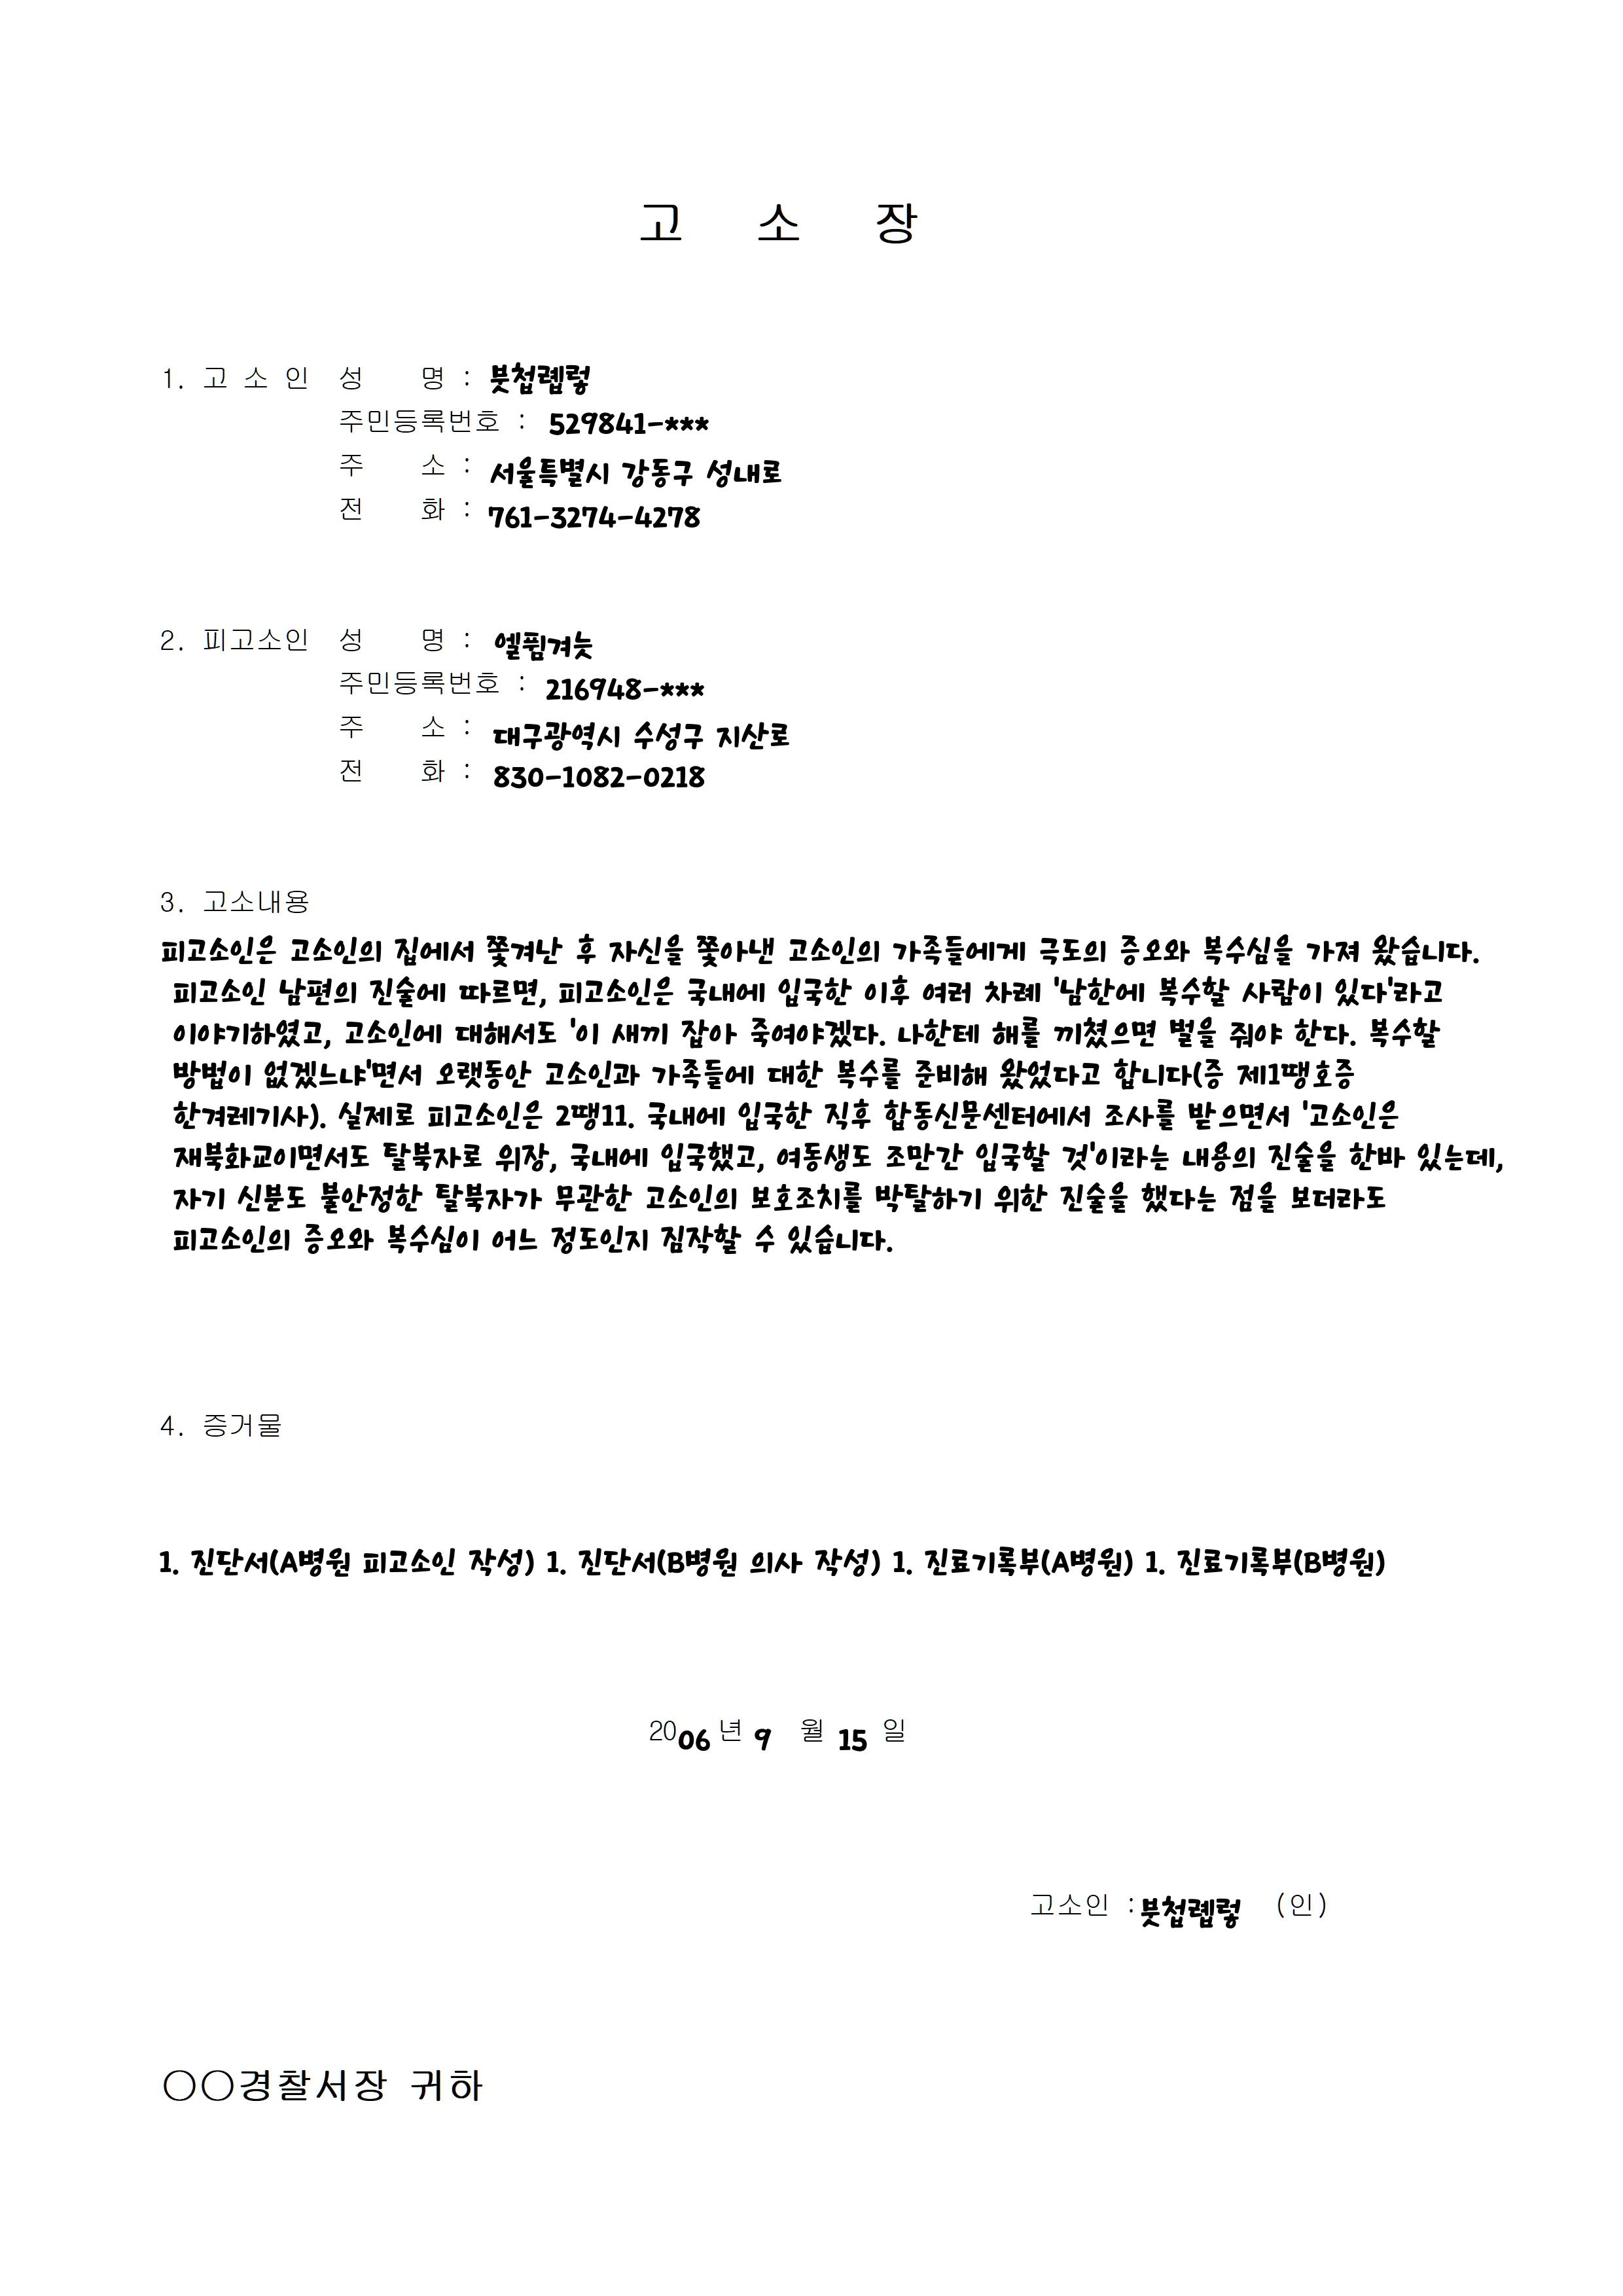 고 소 장
1. 고 소 인 성 명 : 붓첩롑렇
주민등록번호 : 529841-***
주 소 : 서울특별시 강동구 성내로
전 화 : 761-3274-4278
2. 피고소인 성 명 : 엘푐겨늣
주민등록번호 : 216948-***
주 소 : 대구광역시 수성구 지산로
전 화 : 830-1082-0218
3. 고소내용
피고소인은 고소인의 집에서 쫓겨난 후 자신을 쫓아낸 고소인의 가족들에게 극도의 증오와 복수심을 가져 왔습니다.
피고소인 남편의 진술에 따르면, 피고소인은 국내에 입국한 이후 여러 차례 '남한에 복수할 사람이 있다'라고
이야기하였고, 고소인에 대해서도 '이 새끼 잡아 죽여야겠다. 나한테 해를 끼쳤으면 벌을 줘야 한다. 복수할
방법이 없겠느냐'면서 오랫동안 고소인과 가족들에 대한 복수를 준비해 왔었다고 합니다(증 제1땡호증
한겨레기사). 실제로 피고소인은 2땡11. 국내에 입국한 직후 합동신문센터에서 조사를 받으면서 '고소인은
재북화교이면서도 탈북자로 위장, 국내에 입국했고, 여동생도 조만간 입국할 것'이라는 내용의 진술을 한바 있는데,
자기 신분도 불안정한 탈북자가 무관한 고소인의 보호조치를 박탈하기 위한 진술을 했다는 점을 보더라도
피고소인의 증오와 복수심이 어느 정도인지 짐작할 수 있습니다.
4. 증거물
1. 진단서(A병원 피고소인 작성) 1. 진단서(B병원 의사 작성) 1. 진료기록부(A병원) 1. 진료기록부(B병원)
2006 년 9 월 15 일
고소인 : 붓첩롑렇 (인)
○○경찰서장 귀하